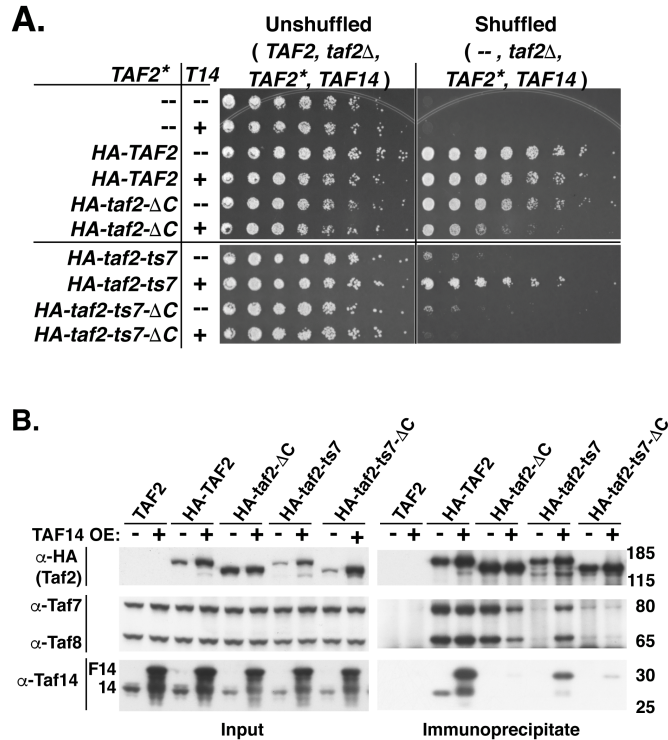 A.
Unshuffled Shuffled
( TAF2, taf2Δ, ( -- , taf2Δ,
TAF2* T14 TAF2*, TAF14 ) TAF2*, TAF14 )
-- --
-- +
HA-TAF2 --
HA-TAF2 +
HA-taf2-ΔC --
HA-taf2-ΔC +
HA-taf2-ts7 --
HA-taf2-ts7 +
HA-taf2-ts7-ΔC --
HA-taf2-ts7-ΔC +
B.
TAF2 HA-TAF2 HA-taf2-ΔC HA-taf2-ts7 HA-taf2-ts7-ΔC TAF2 HA-TAF2 HA-taf2-ΔC HA-taf2-ts7 HA-taf2-ts7-ΔC
TAF14 OE: - + - + - + - + - + - + - + - + - + - +
α-HA 185
(Taf2) 115
α-Taf7 80
α-Taf8 65
F14 30
α-Taf14 14 25
Input Immunoprecipitate